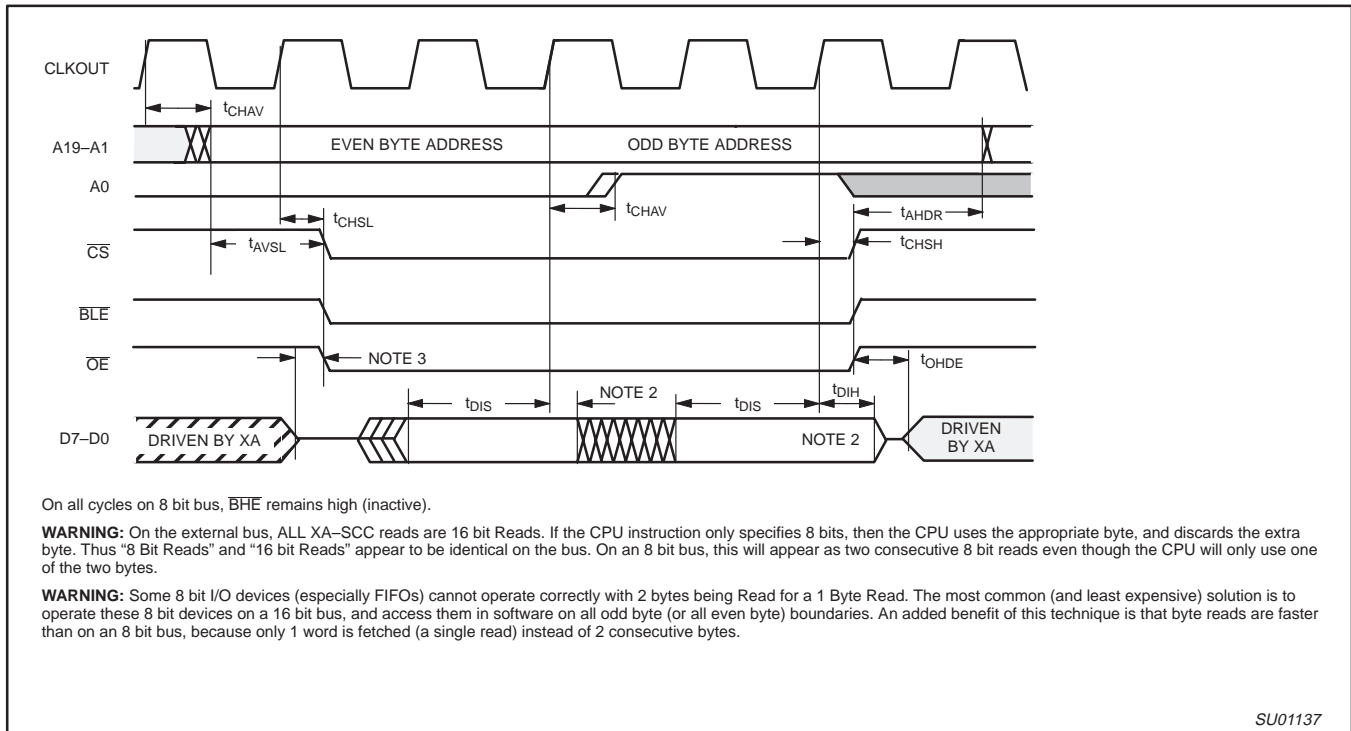 CLKOUT
tCHAV
A19–A1
EVEN BYTE ADDRESS
ODD BYTE ADDRESS
A0
tCHSL
tCHAV
tAHDR
tAVSL
tCHSH
CS
BLE
OE
NOTE 3
tOHDE
tDIS
NOTE 2
tDIS
tDIH
D7–D0
DRIVEN BY XA
NOTE 2
DRIVEN
BY XA
On all cycles on 8 bit bus, BHE remains high (inactive).
WARNING: On the external bus, ALL XA–SCC reads are 16 bit Reads. If the CPU instruction only specifies 8 bits, then the CPU uses the appropriate byte, and discards the extra
byte. Thus “8 Bit Reads” and “16 bit Reads” appear to be identical on the bus. On an 8 bit bus, this will appear as two consecutive 8 bit reads even though the CPU will only use one
of the two bytes.
WARNING: Some 8 bit I/O devices (especially FIFOs) cannot operate correctly with 2 bytes being Read for a 1 Byte Read. The most common (and least expensive) solution is to
operate these 8 bit devices on a 16 bit bus, and access them in software on all odd byte (or all even byte) boundaries. An added benefit of this technique is that byte reads are faster
than on an 8 bit bus, because only 1 word is fetched (a single read) instead of 2 consecutive bytes.
SU01137